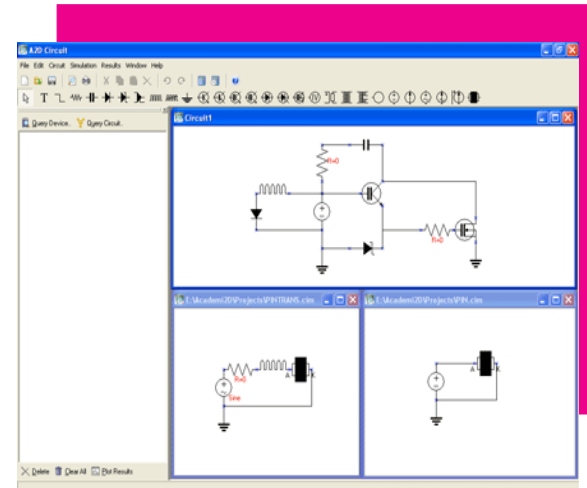 A2D Circuit
File Edit Circuit Simulation Results Window Help
Query Device.. Query Circuit..
Circuit1
R=0
R=0
E:\Academi2D\Projects\PINTRANS.cim
R=0
A
K
Sine
E:\Academi2D\Projects\PIN.cim
A
K
Delete Clear All Plot Results